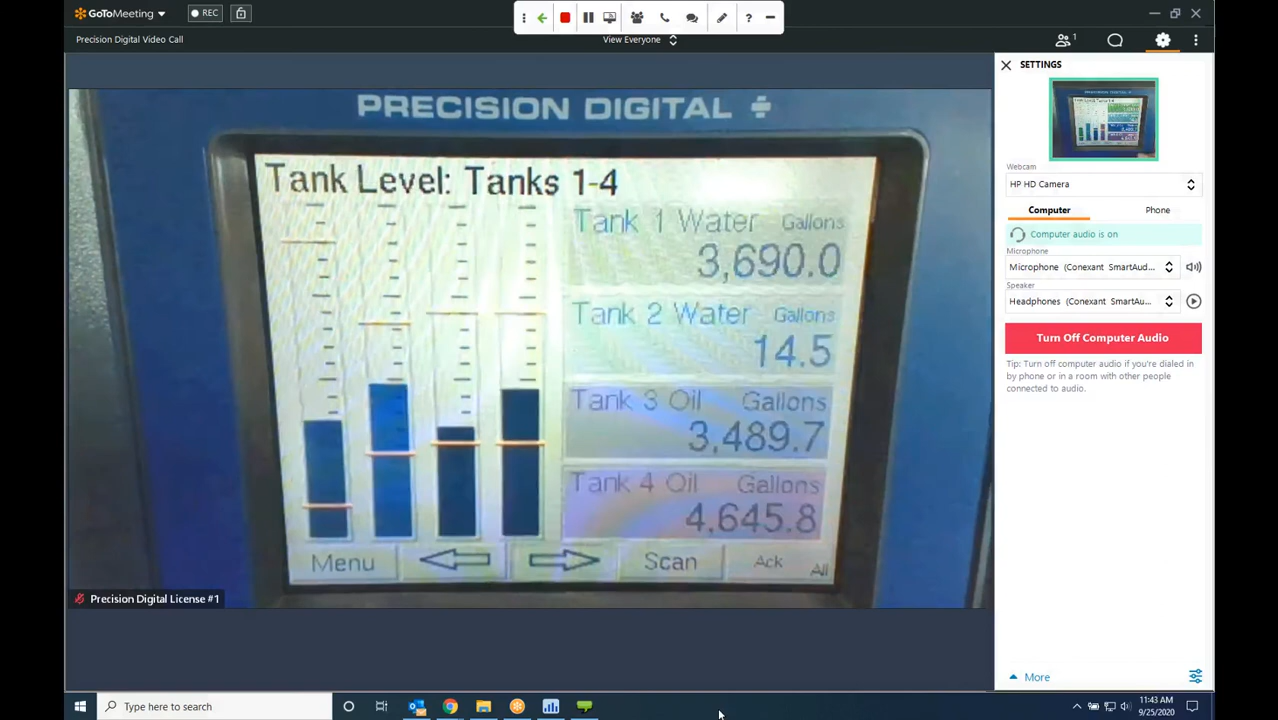 GoToMeeting
REC
Precision Digital Video Call
View Everyone
1
PRECISION DIGITAL
Tank Level: Tanks 1-4
Tank 1 Water Gallons
3,690.0
Tank 2 Water Gallons
14.5
Tank 3 Oil Gallons
3,489.7
Tank 4 Oil Gallons
4,645.8
Menu
Scan
Ack
All
Precision Digital License #1
SETTINGS
PRECISION DIGITAL
Webcam
HP HD Camera
Computer
Phone
Computer audio is on
Microphone
Microphone (Conexant SmartAud...
Speaker
Headphones (Conexant SmartAu...
Turn Off Computer Audio
Tip: Turn off computer audio if you're dialed in
by phone or in a room with other people
connected to audio.
More
Type here to search
11:43 AM
9/25/2020